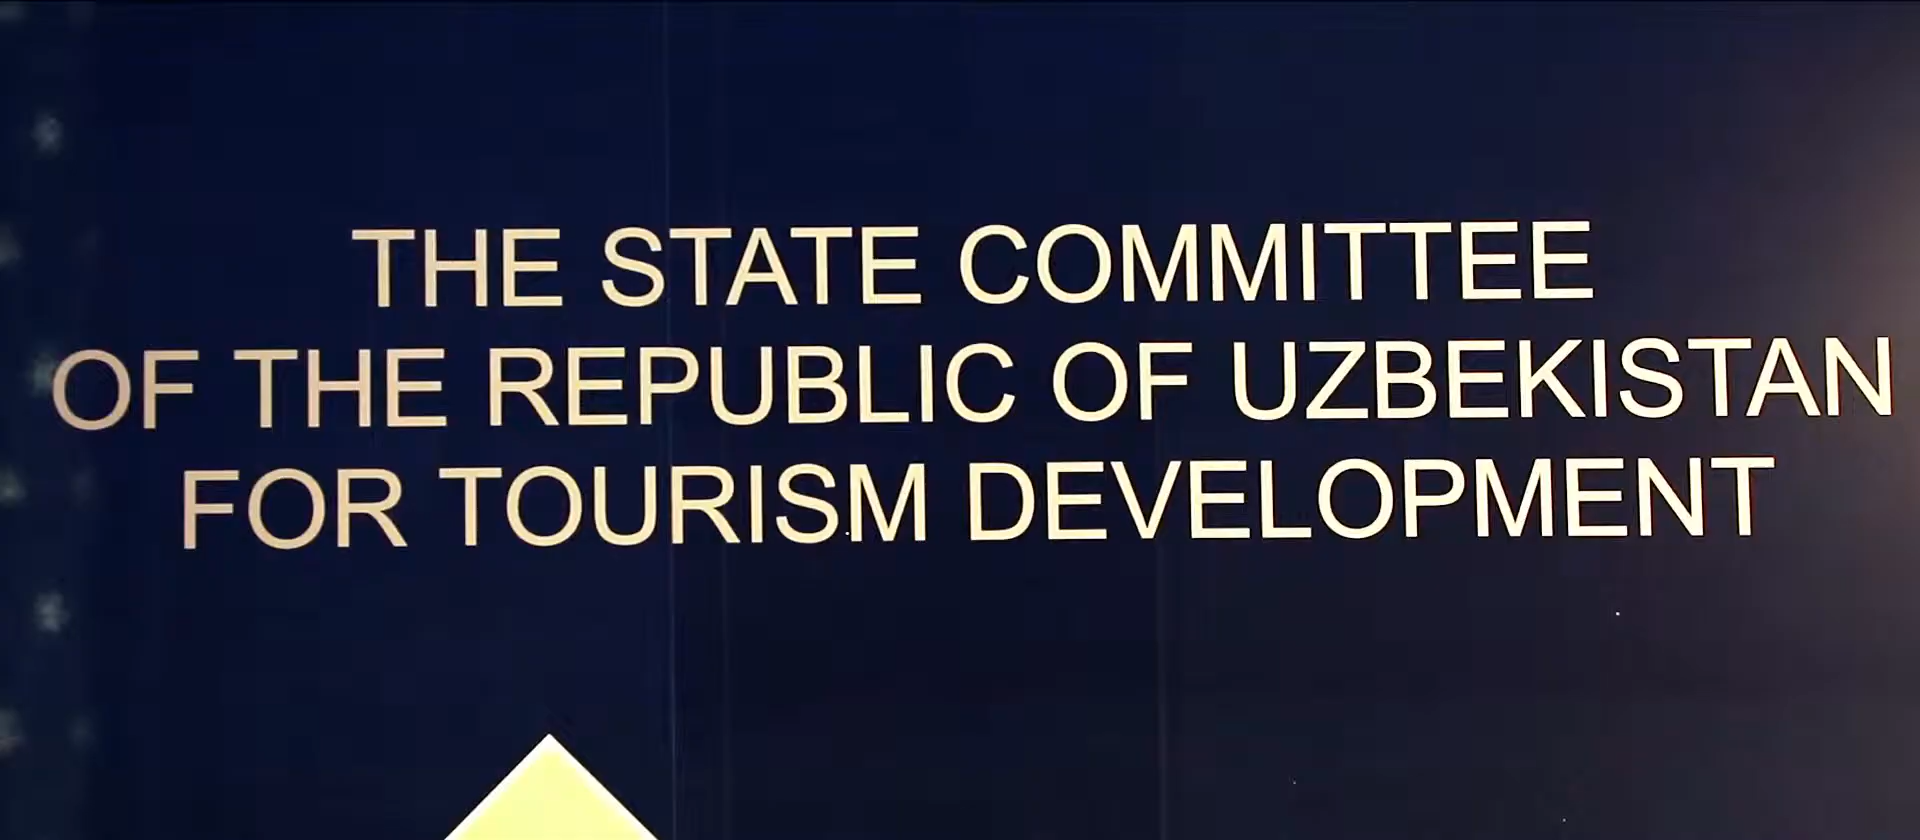 THE STATE COMMITTEE
OF THE REPUBLIC OF UZBEKISTAN
FOR TOURISM DEVELOPMENT